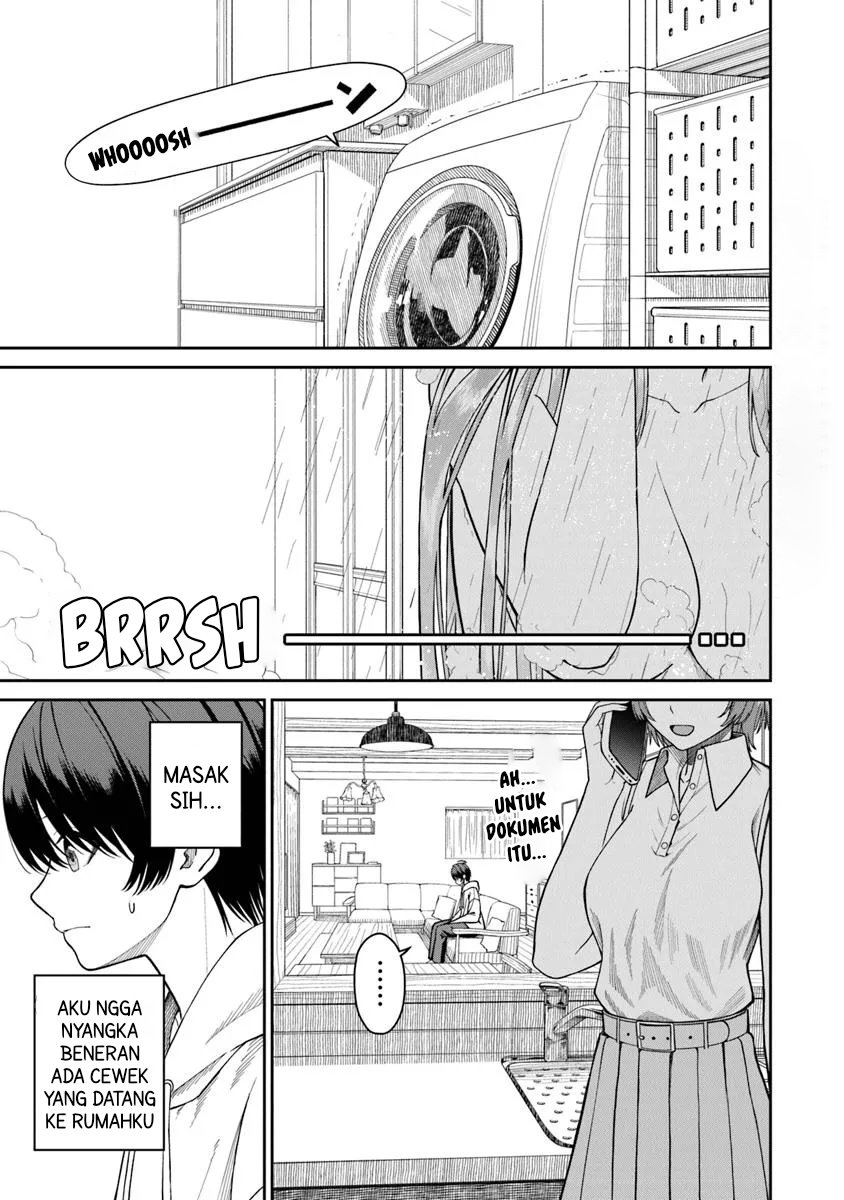 WHOOOOSH
BRRSH
AH...
UNTUK
DOKUMEN
ITU...
MASAK
SIH...
AKU NGGA
NYANGKA
BENERAN
ADA CEWEK
YANG DATANG
KE RUMAHKU